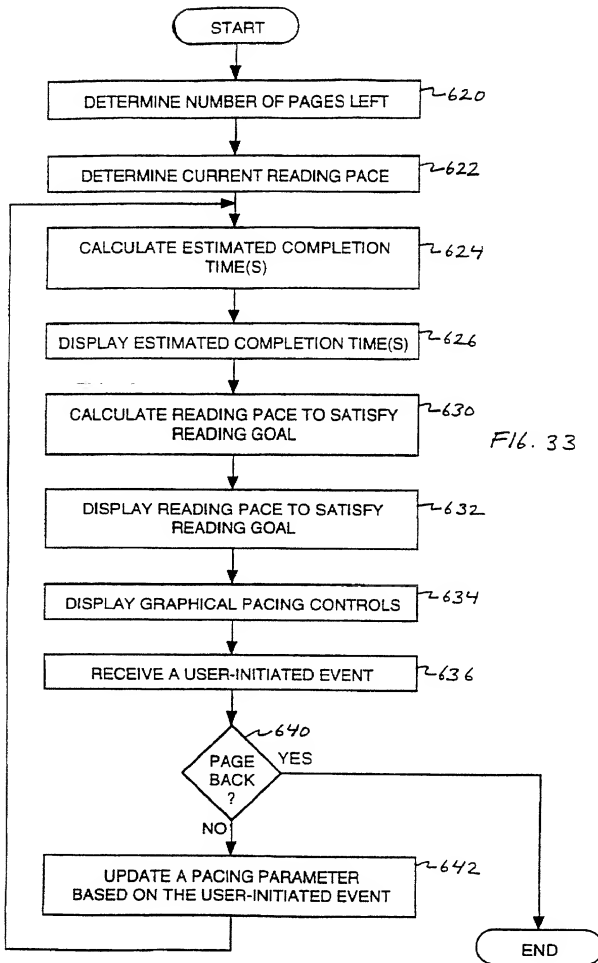 START
DETERMINE NUMBER OF PAGES LEFT
620
DETERMINE CURRENT READING PACE
622
CALCULATE ESTIMATED COMPLETION
TIME(S)
624
DISPLAY ESTIMATED COMPLETION TIME(S)
626
CALCULATE READING PACE TO SATISFY
READING GOAL
630
FIG. 33
DISPLAY READING PACE TO SATISFY
READING GOAL
632
DISPLAY GRAPHICAL PACING CONTROLS
634
RECEIVE A USER-INITIATED EVENT
636
640
PAGE
BACK
?
YES
NO
UPDATE A PACING PARAMETER
BASED ON THE USER-INITIATED EVENT
642
END